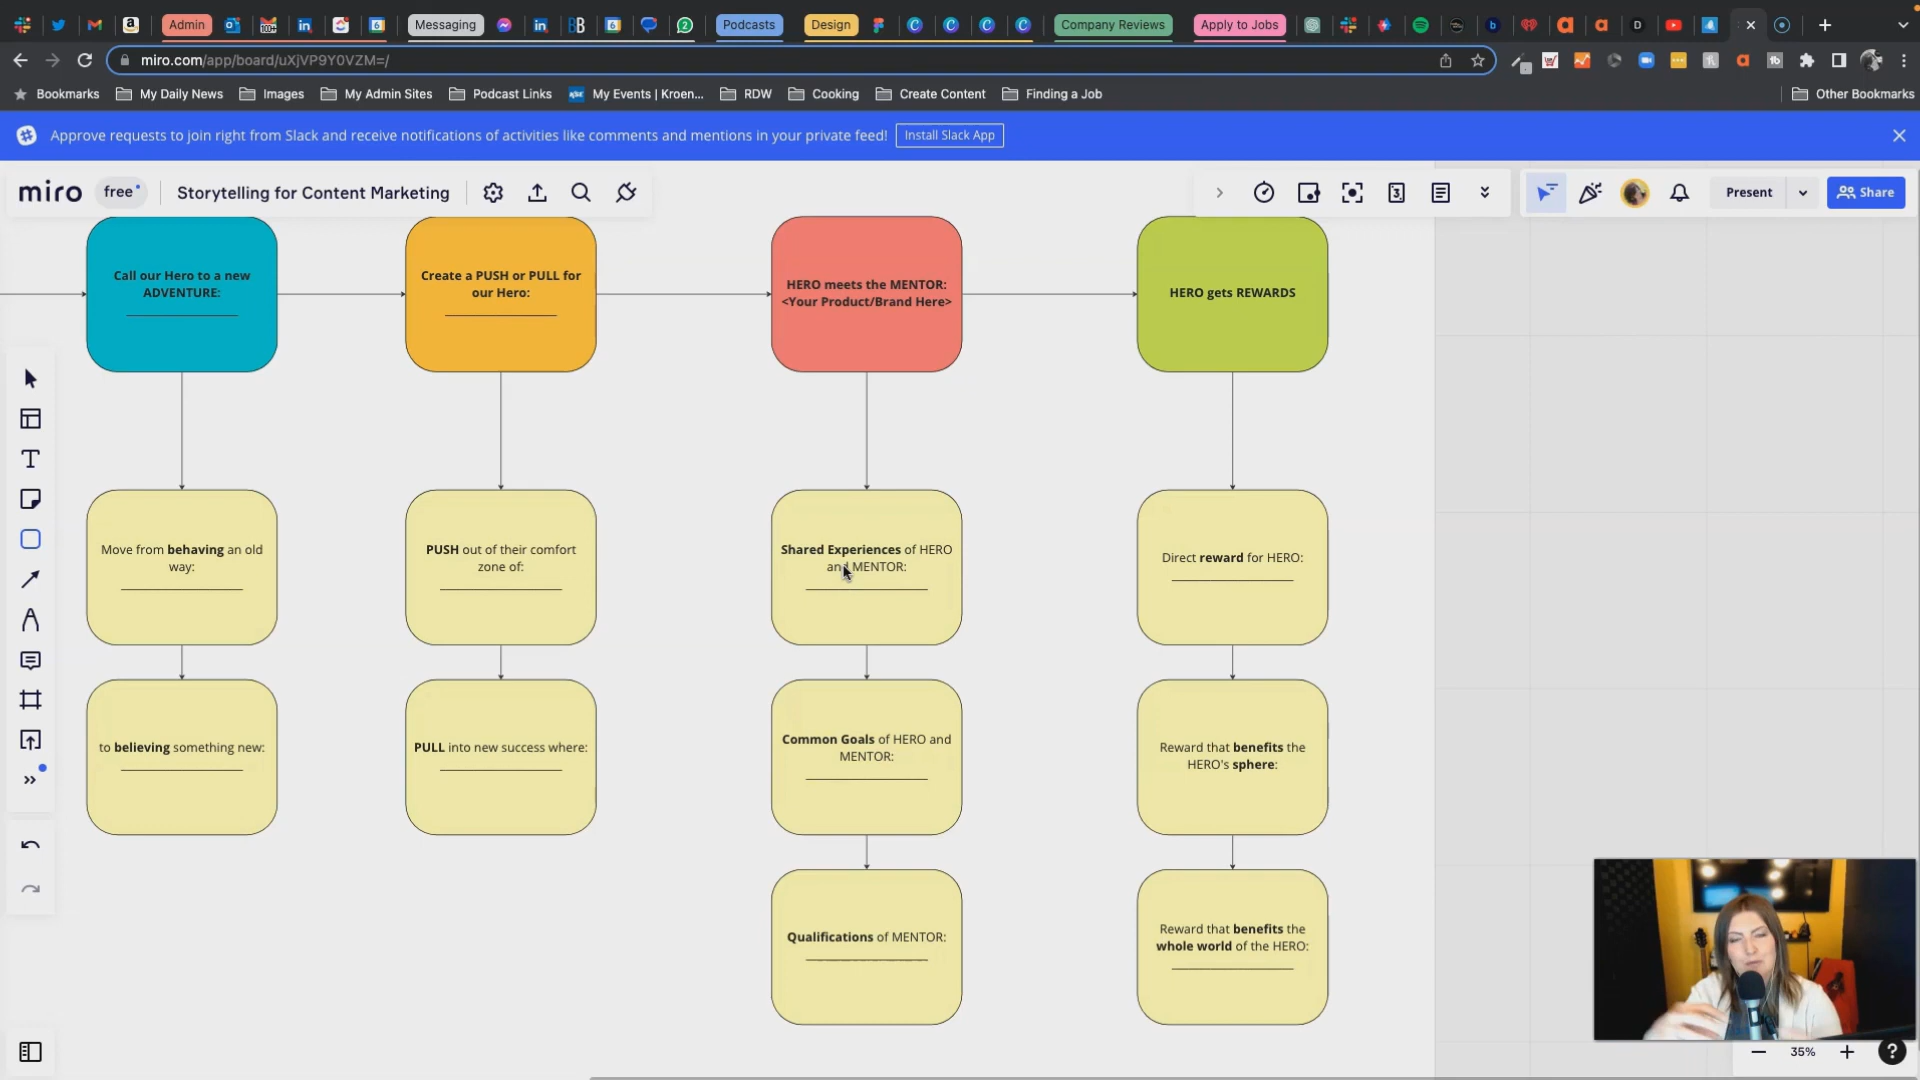 Admin
Messaging
Podcasts
Design
Company Reviews
Apply to Jobs
miro.com/app/board/uXjVP9Y0VZM=/
Bookmarks
My Daily News
Images
My Admin Sites
Podcast Links
My Events | Kroen...
RDW
Cooking
Create Content
Finding a Job
Other Bookmarks
Approve requests to join right from Slack and receive notifications of activities like comments and mentions in your private feed!
Install Slack App
miro
free
Storytelling for Content Marketing
Present
Share
Call our Hero to a new
ADVENTURE:
Create a PUSH or PULL for
our Hero:
HERO meets the MENTOR:
<Your Product/Brand Here>
HERO gets REWARDS
Move from behaving an old
way:
PUSH out of their comfort
zone of:
Shared Experiences of HERO
and MENTOR:
Direct reward for HERO:
to believing something new:
PULL into new success where:
Common Goals of HERO and
MENTOR:
Reward that benefits the
HERO's sphere:
Qualifications of MENTOR:
Reward that benefits the
whole world of the HERO:
35%